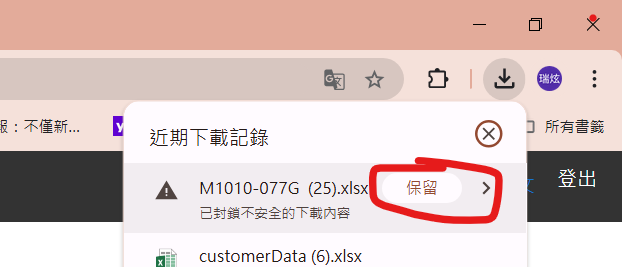 瑞炫
報：不僅新...
所有書籤
近期下載記錄
登出
M1010-077G (25).xlsx
保留
已封鎖不安全的下載內容
customerData (6).xlsx